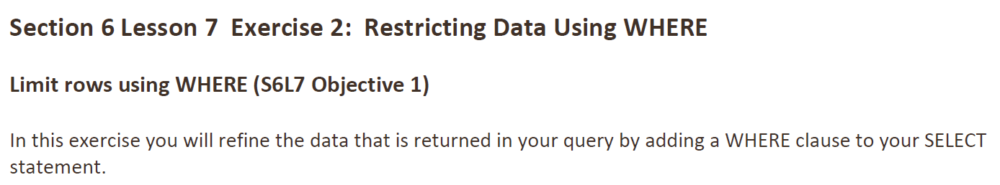 Section 6 Lesson 7  Exercise 2:  Restricting Data Using WHERE
Limit rows using WHERE (S6L7 Objective 1)
In this exercise you will refine the data that is returned in your query by adding a WHERE clause to your SELECT
statement.